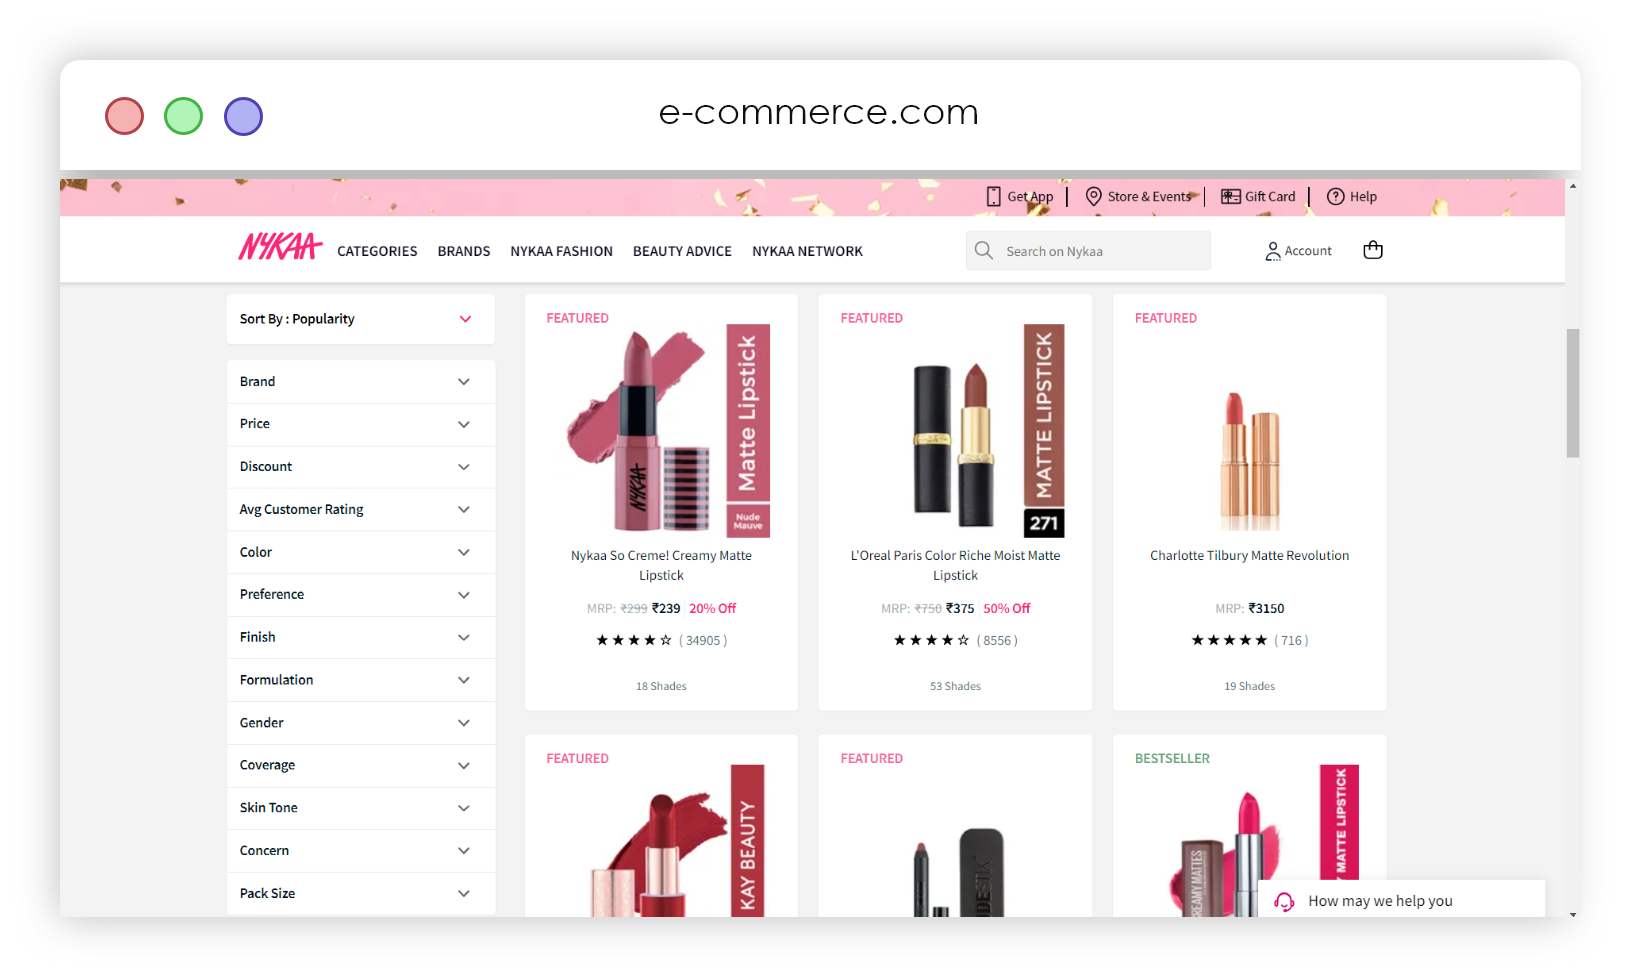 e-commerce.com
Get App
Store & Events
Gift Card
Help
NYKAA
CATEGORIES
BRANDS
NYKAA FASHION
BEAUTY ADVICE
NYKAA NETWORK
Search on Nykaa
Account
Sort By : Popularity
Brand
Price
Discount
Avg Customer Rating
Color
Preference
Finish
Formulation
Gender
Coverage
Skin Tone
Concern
Pack Size
FEATURED
Matte Lipstick
NYKAA
Nude
Mauve
Nykaa So Creme! Creamy Matte
Lipstick
MRP: ₹299 ₹239 20% Off
( 34905 )
18 Shades
FEATURED
MATTE LIPSTICK
271
L'Oreal Paris Color Riche Moist Matte
Lipstick
MRP: ₹750 ₹375 50% Off
( 8556 )
53 Shades
FEATURED
Charlotte Tilbury Matte Revolution
MRP: ₹3150
( 716 )
19 Shades
FEATURED
KAY BEAUTY
FEATURED
BESTSELLER
MATTE LIPSTICK
MATTES
How may we help you